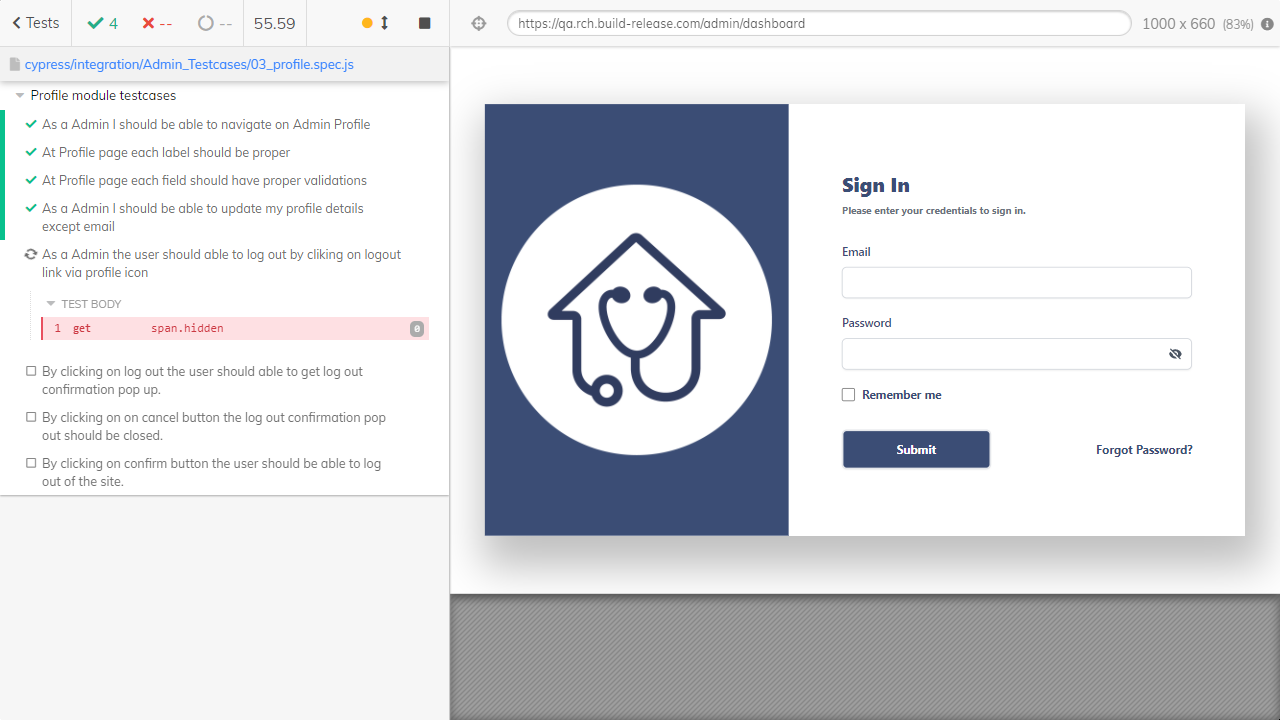 Tests
4
--
--
55.59
https://qa.rch.build-release.com/admin/dashboard
1000 x 660 (83%)
cypress/integration/Admin_Testcases/03_profile.spec.js
Profile module testcases
As a Admin I should be able to navigate on Admin Profile
At Profile page each label should be proper
At Profile page each field should have proper validations
As a Admin I should be able to update my profile details
except email
As a Admin the user should able to log out by cliking on logout
link via profile icon
TEST BODY
1 get span.hidden 0
By clicking on log out the user should able to get log out
confirmation pop up.
By clicking on on cancel button the log out confirmation pop
out should be closed.
By clicking on confirm button the user should be able to log
out of the site.
Sign In
Please enter your credentials to sign in.
Email
Password
Remember me
Submit
Forgot Password?